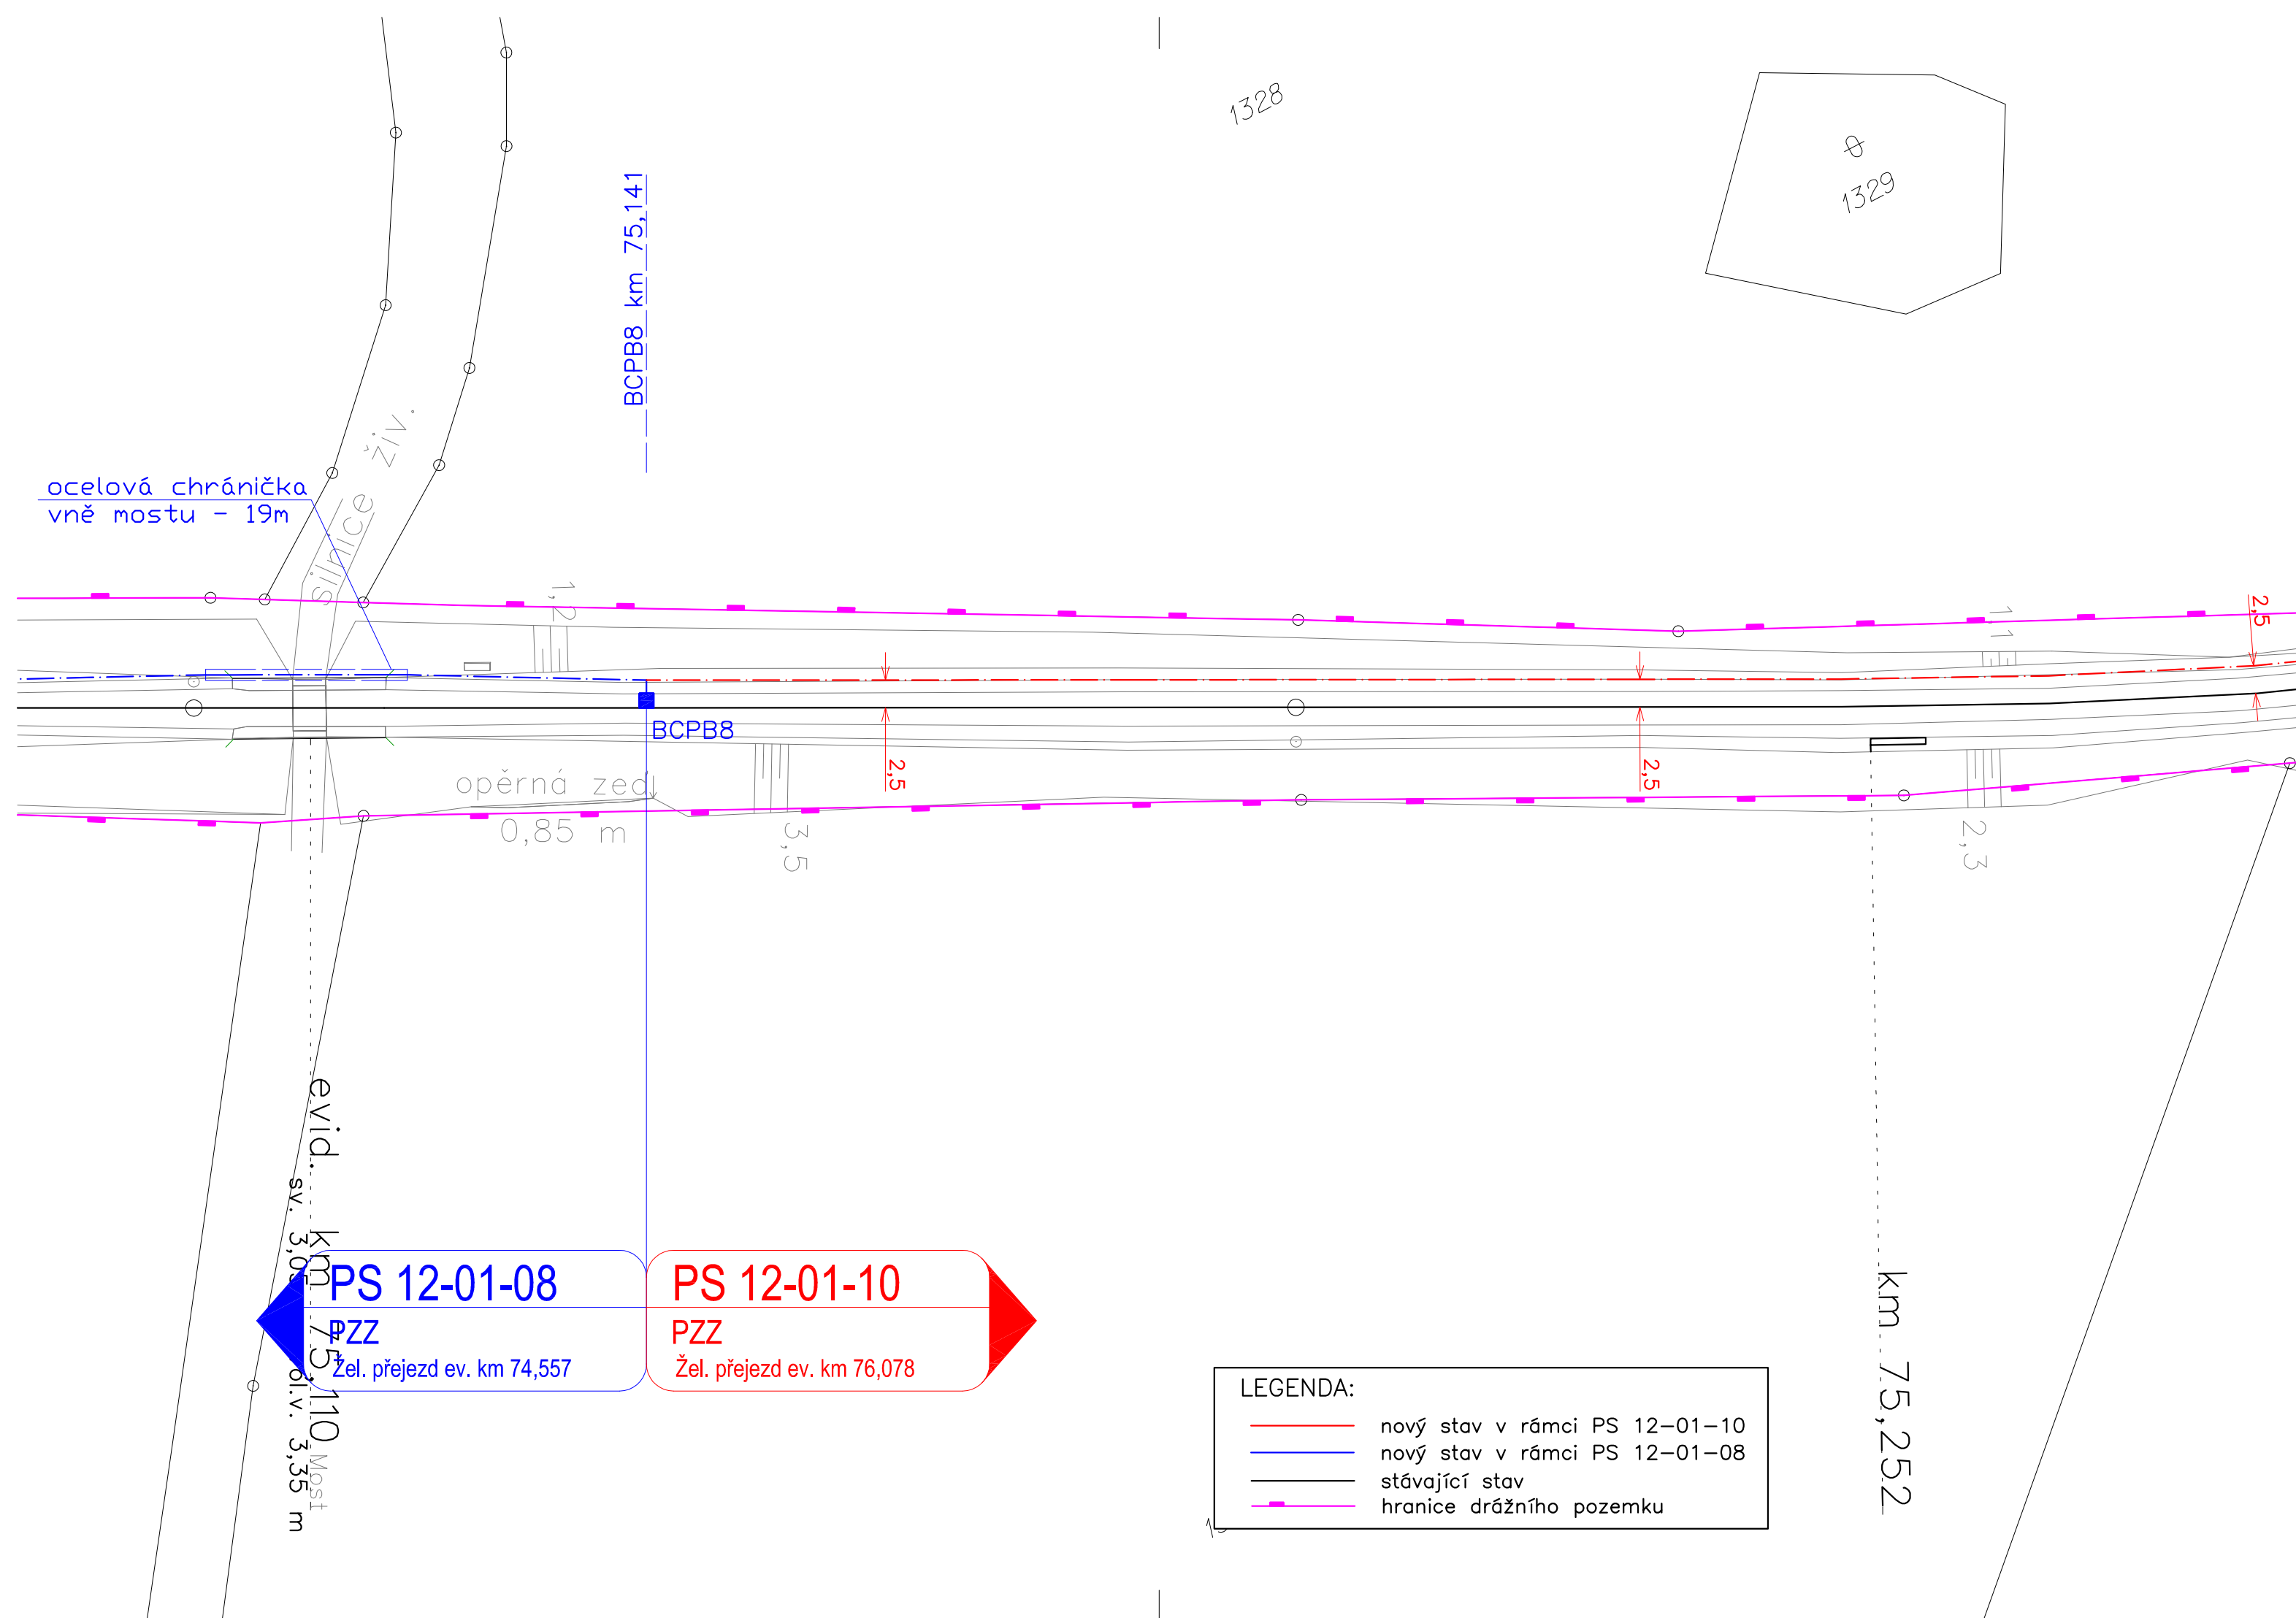 1328
1329
BCPB8 km 75,141
ocelová chránička
vně mostu - 19m
silnice živ.
1,2
1,1
2,5
BCPB8
2,5
2,5
opěrná zeď
0,85 m
3,5
2,3
evid. km 75,110
Most
ol.v. 3,35 m
km 75,252
PS 12-01-08
PZZ
Žel. přejezd ev. km 74,557
PS 12-01-10
PZZ
Žel. přejezd ev. km 76,078
LEGENDA:
nový stav v rámci PS 12-01-10
nový stav v rámci PS 12-01-08
stávající stav
hranice drážního pozemku